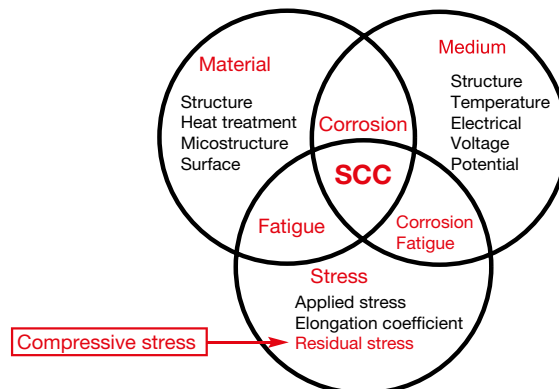 Material
Structure
Heat treatment
Micostructure
Surface
Medium
Structure
Temperature
Electrical
Voltage
Potential
Corrosion
SCC
Fatigue
Corrosion
Fatigue
Stress
Applied stress
Elongation coefficient
Residual stress
Compressive stress